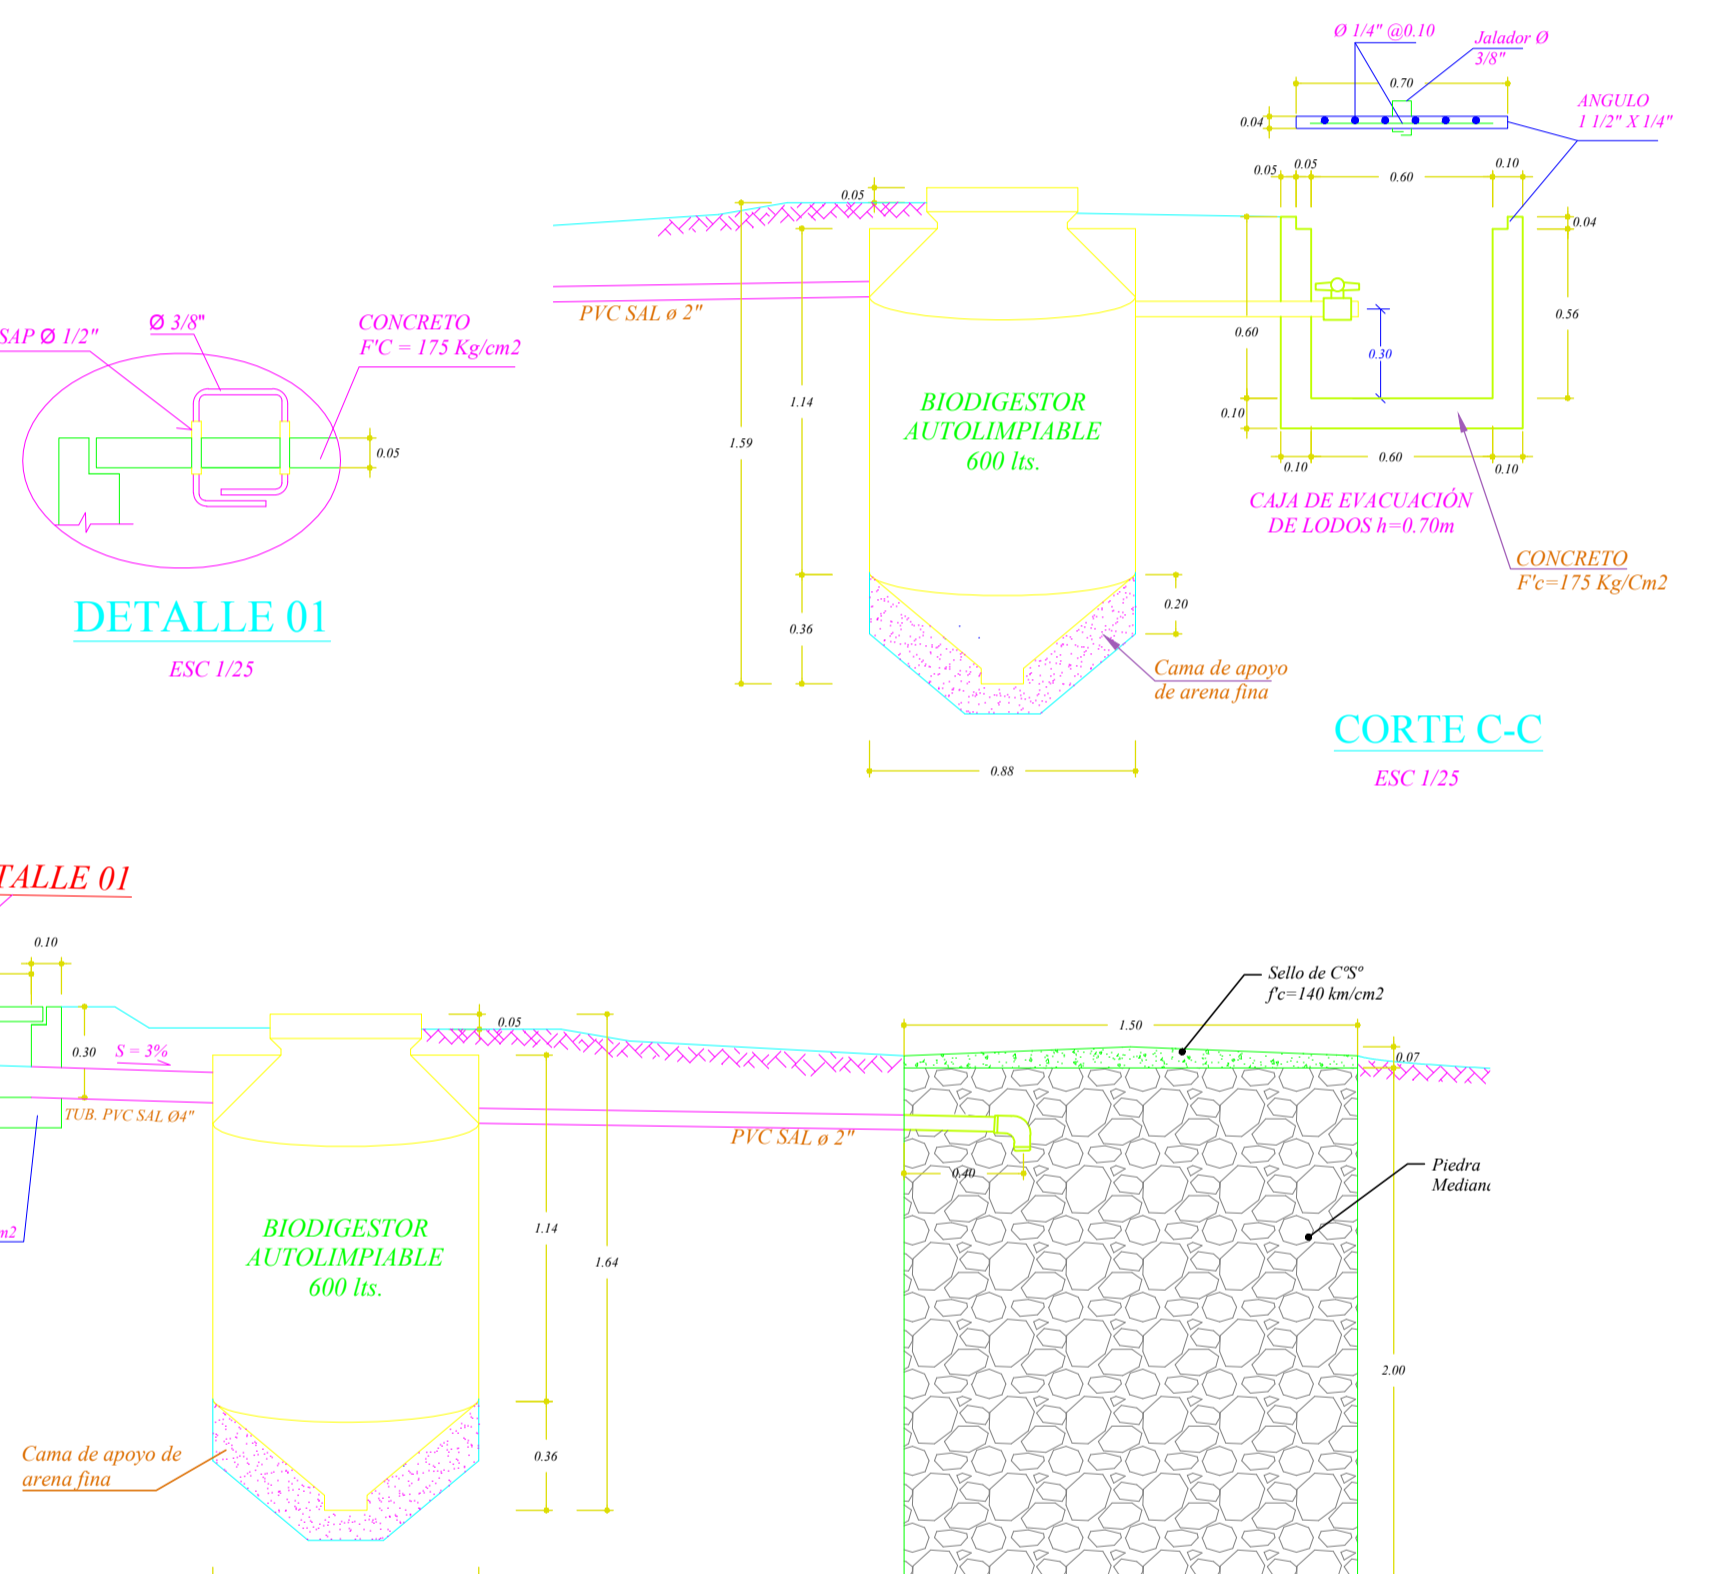 Ø 1/4" @0.10
Jalador Ø
3/8"
0.70
ANGULO
1 1/2" X 1/4"
0.04
0.05
0.05
0.60
0.10
0.05
0.04
PVC SAL ø 2"
0.60
0.56
0.30
1.14
1.59
0.10
BIODIGESTOR
AUTOLIMPIABLE
600 lts.
0.10
0.60
0.10
CAJA DE EVACUACIÓN
DE LODOS h=0.70m
CONCRETO
F'c=175 Kg/Cm2
0.20
0.36
Cama de apoyo
de arena fina
0.88
CORTE C-C
ESC 1/25
SAP Ø 1/2"
Ø 3/8"
CONCRETO
F'C = 175 Kg/cm2
0.05
DETALLE 01
ESC 1/25
TALLE 01
0.10
0.30
S = 3%
TUB. PVC SAL Ø4"
m2
0.05
BIODIGESTOR
AUTOLIMPIABLE
600 lts.
1.14
1.64
0.36
Cama de apoyo de
arena fina
PVC SAL ø 2"
Sello de CºSº
f'c=140 km/cm2
1.50
0.07
0.40
Piedra
Mediana
2.00